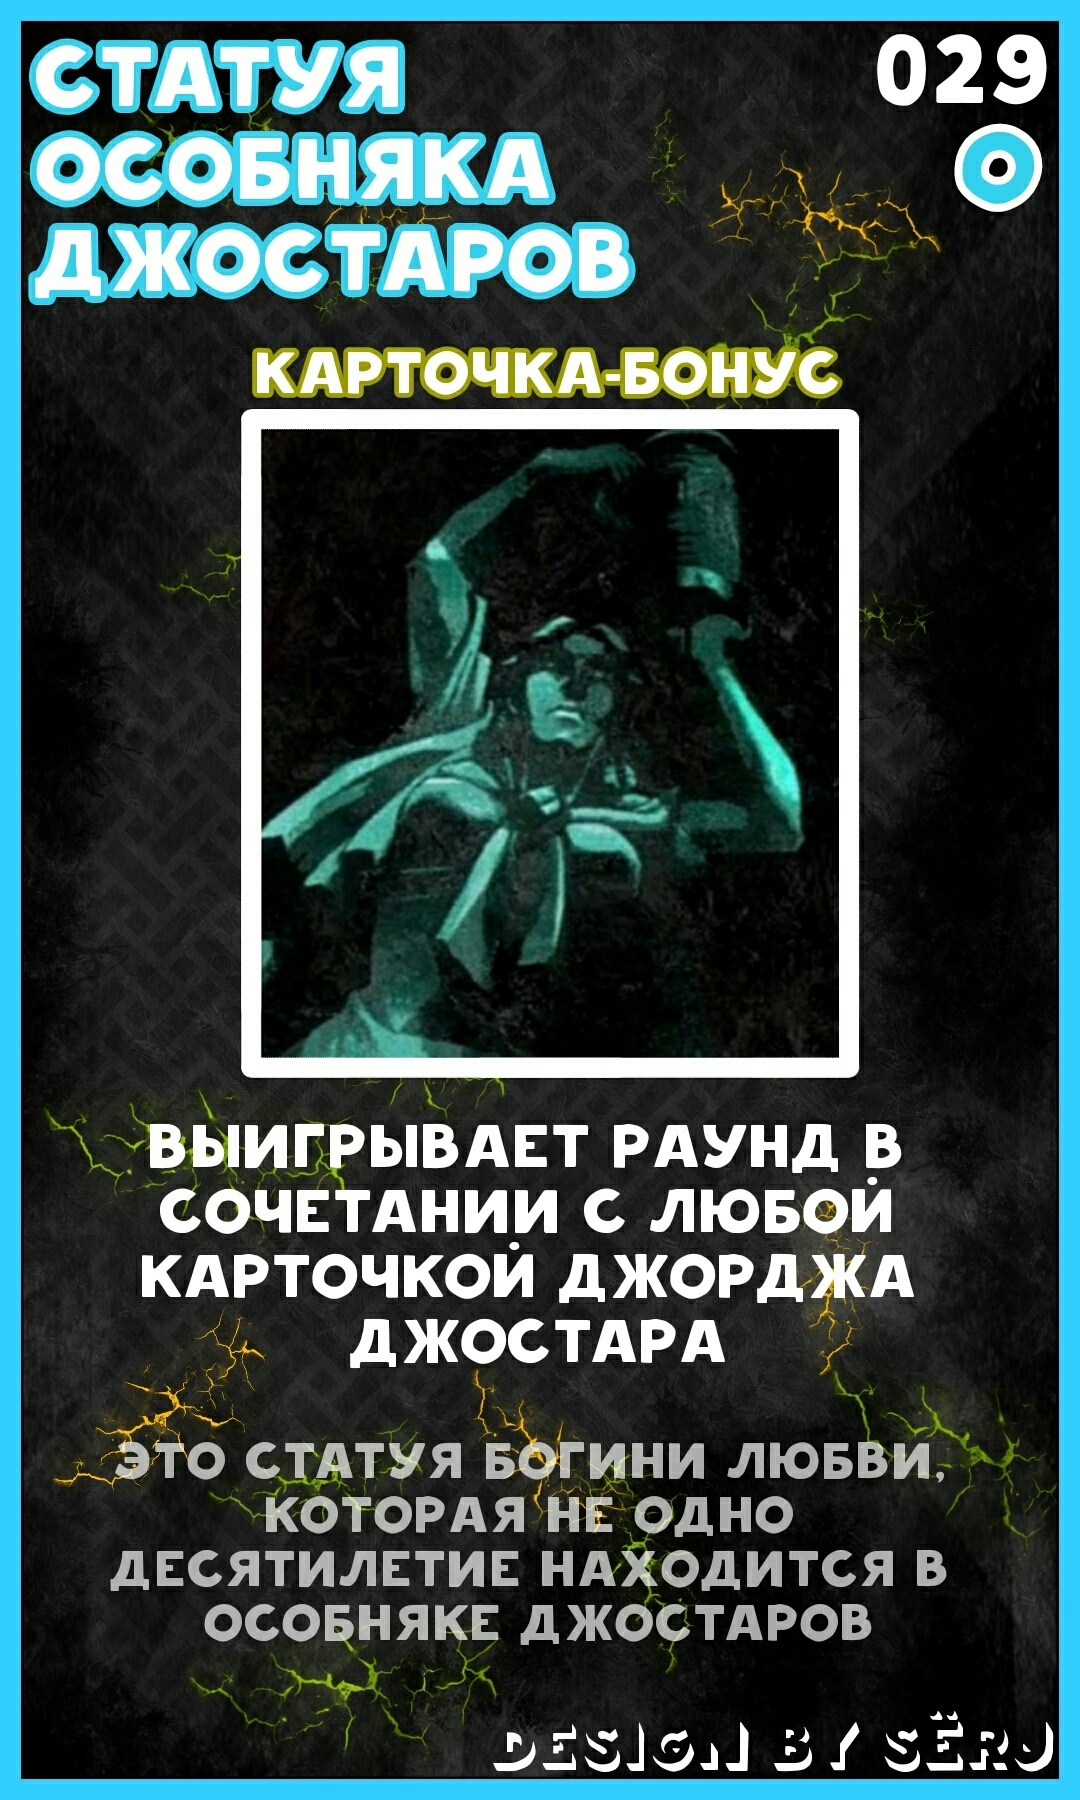 СТАТУЯ
029
ОСОБНЯКА
О
ДЖОСТАРОВ
КАРТОЧКА-БОНУС
ВЫИГРЫВАЕТ РАУНД В
СОЧЕТАНИИ С ЛЮБОЙ
КАРТОЧКОЙ ДЖОРДЖА
ДЖОСТАРА
ЭТО СТАТУЯ БОГИНИ ЛЮБВИ,
КОТОРАЯ НЕ ОДНО
ДЕСЯТИЛЕТИЕ НАХОДИТСЯ В
ОСОБНЯКЕ ДЖОСТАРОВ
DESIGN BY SЁRJ